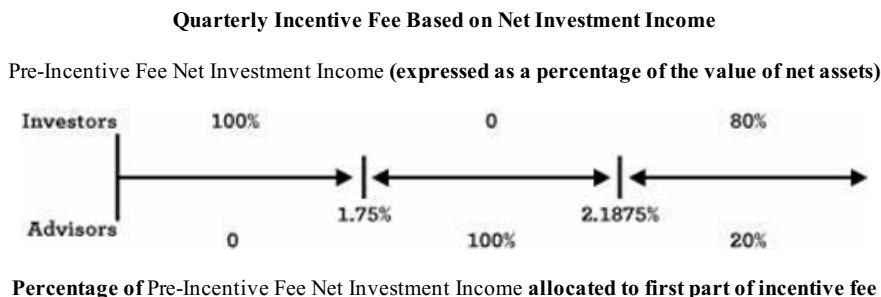 Quarterly Incentive Fee Based on Net Investment Income
Pre-Incentive Fee Net Investment Income (expressed as a percentage of the value of net assets)
Investors 100% 0 80%
1.75% 2.1875%
Advisors 0 100% 20%
Percentage of Pre-Incentive Fee Net Investment Income allocated to first part of incentive fee